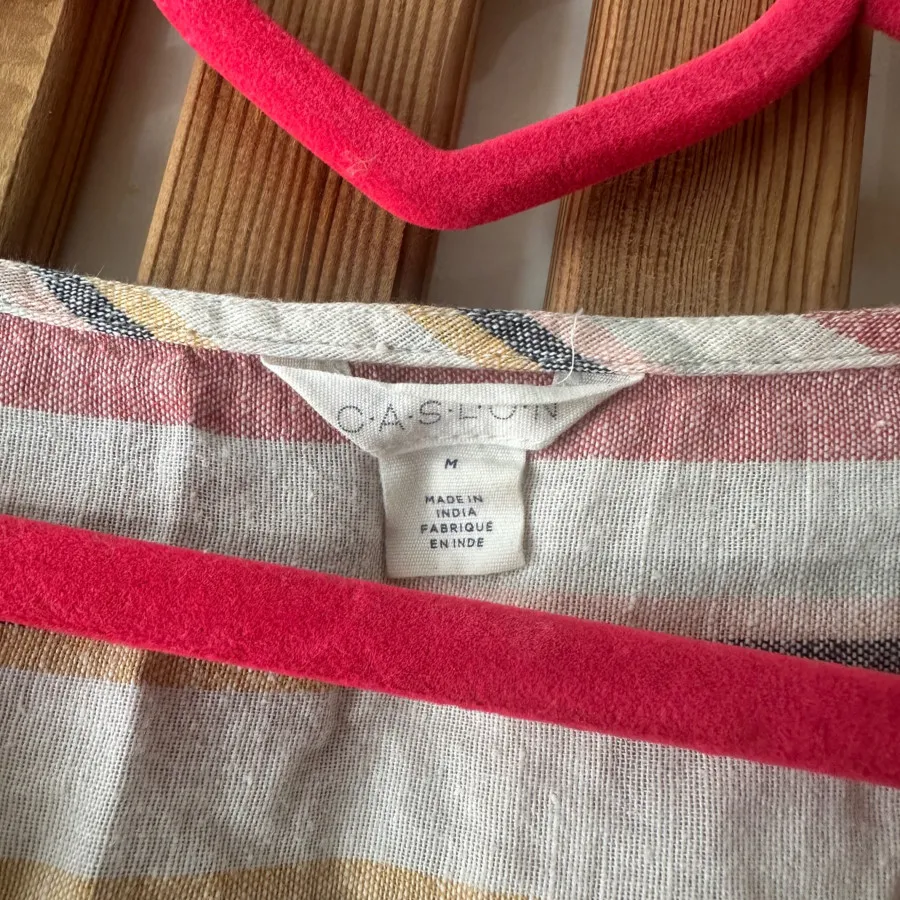 C·A·S·L·O·N
M
MADE IN
INDIA
FABRIQUÉ
EN INDE